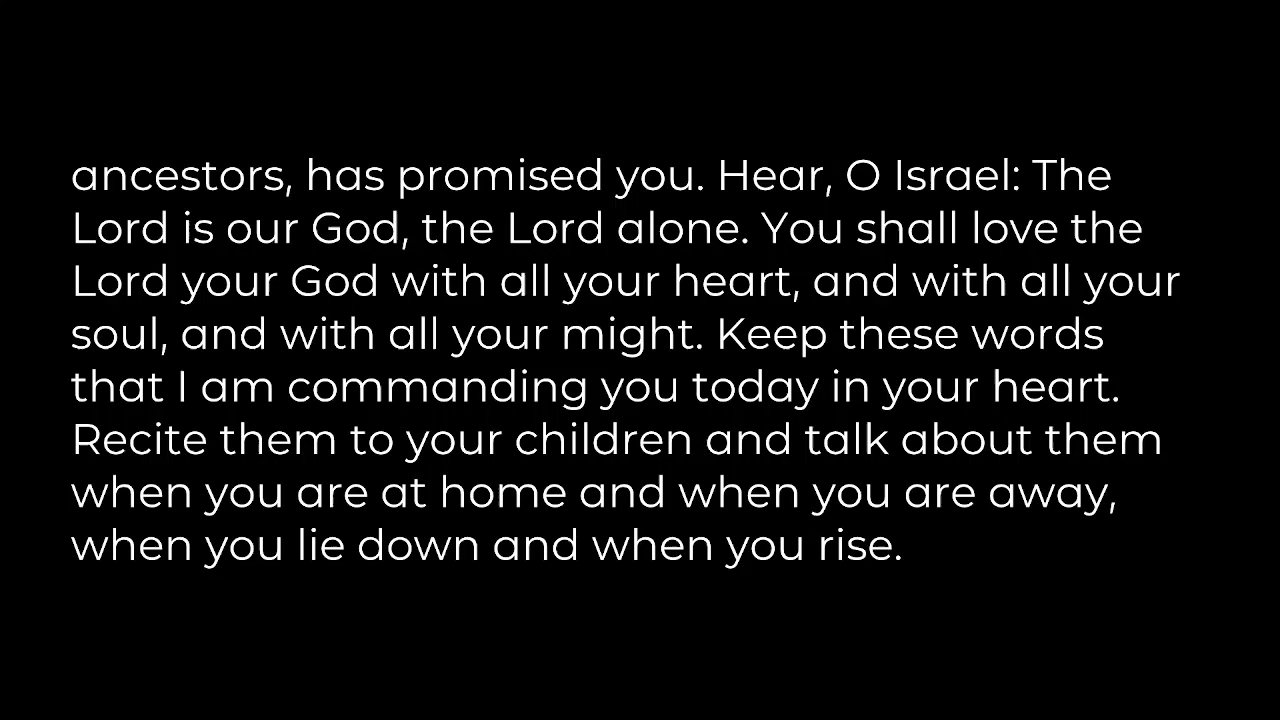 ancestors, has promised you. Hear, O Israel: The
Lord is our God, the Lord alone. You shall love the
Lord your God with all your heart, and with all your
soul, and with all your might. Keep these words
that I am commanding you today in your heart.
Recite them to your children and talk about them
when you are at home and when you are away,
when you lie down and when you rise.